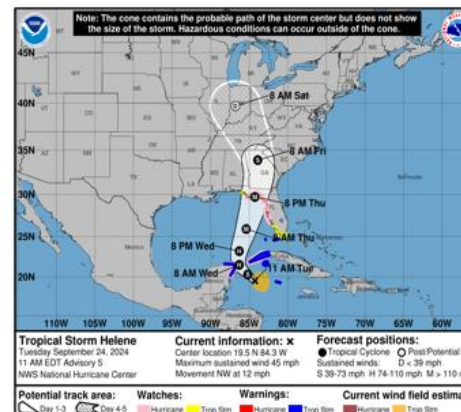 Note: The cone contains the probable path of the storm center but does not show
the size of the storm. Hazardous conditions can occur outside of the cone.
45N
40N
35N
30N
25N
20N
15N
8 AM Sat
8 AM Fri
8 PM Thu
8 AM Thu
8 PM Wed
8 AM Wed
11 AM Tue
D
S
M
M
H
S
Mexico
Bermuda
110W 105W 100W 95W 90W 85W 80W 75W 70W 65W 60W
Tropical Storm Helene
Tuesday September 24, 2024
11 AM EDT Advisory 5
NWS National Hurricane Center
Current information: ×
Center location 19.5 N 84.3 W
Maximum sustained wind 45 mph
Movement NW at 12 mph
Forecast positions:
● Tropical Cyclone ○ Post/Potential
Sustained winds: D < 39 mph
S 39-73 mph H 74-110 mph M > 110 m
Potential track area:
Day 1-3 Day 4-5
Watches:
Hurricane Trop Stm
Warnings:
Hurricane Trop Stm
Current wind field estima
Hurricane Trop Stm